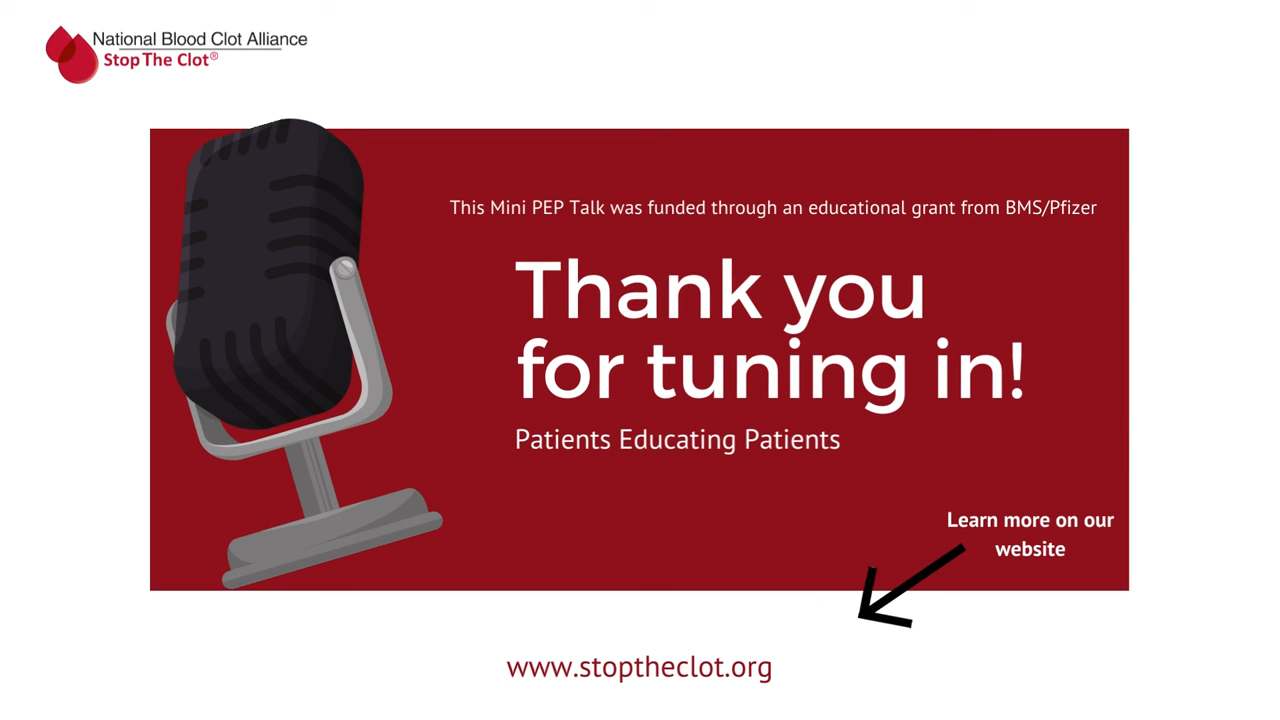 National Blood Clot Alliance
Stop The Clot®
This Mini PEP Talk was funded through an educational grant from BMS/Pfizer
Thank you
for tuning in!
Patients Educating Patients
Learn more on our
website
www.stoptheclot.org